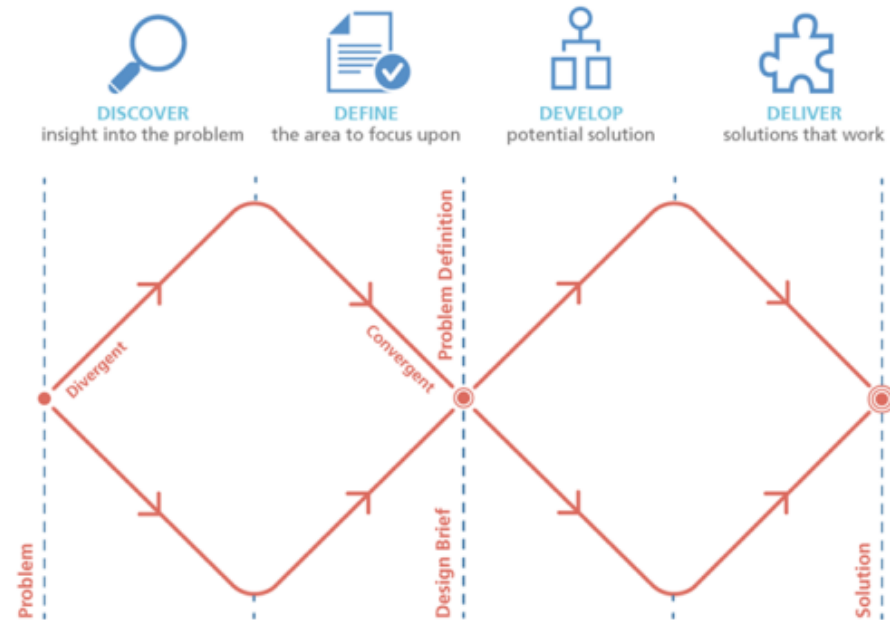 DISCOVER
insight into the problem
DEFINE
the area to focus upon
DEVELOP
potential solution
DELIVER
solutions that work
Divergent
Convergent
Problem Definition
Problem
Design Brief
Solution